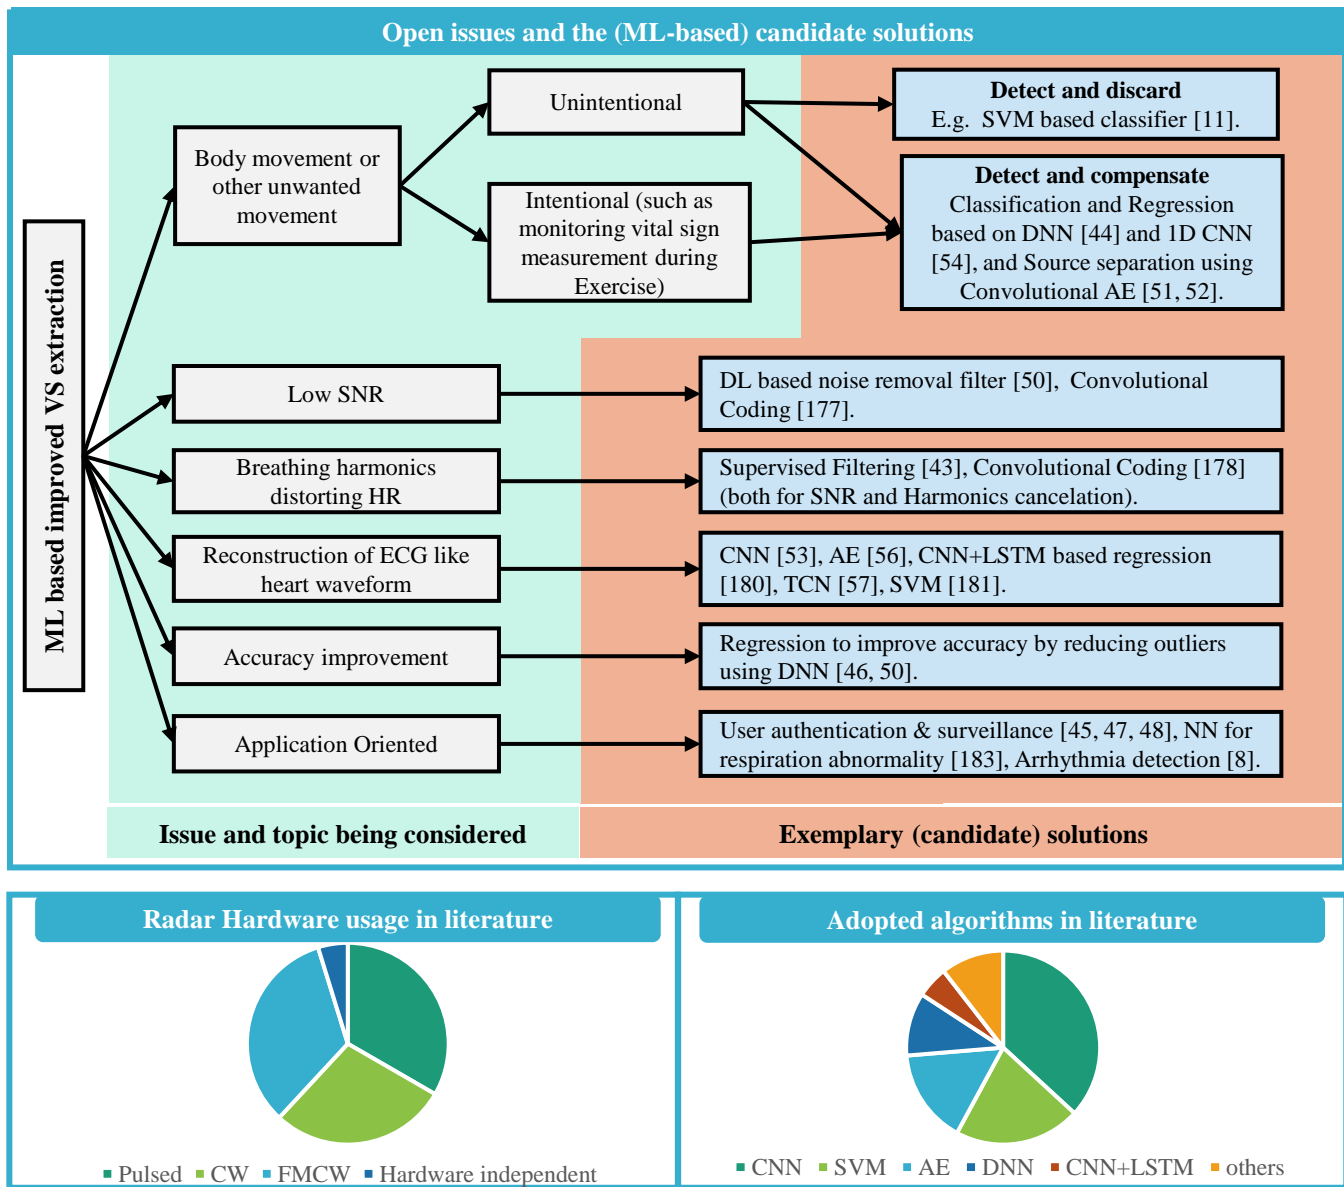 Open issues and the (ML-based) candidate solutions
ML based improved VS extraction
Body movement or
other unwanted
movement
Unintentional
Intentional (such as
monitoring vital sign
measurement during
Exercise)
Detect and discard
E.g. SVM based classifier [11].
Detect and compensate
Classification and Regression
based on DNN [44] and 1D CNN
[54], and Source separation using
Convolutional AE [51, 52].
Low SNR
DL based noise removal filter [50], Convolutional
Coding [177].
Breathing harmonics
distorting HR
Supervised Filtering [43], Convolutional Coding [178]
(both for SNR and Harmonics cancelation).
Reconstruction of ECG like
heart waveform
CNN [53], AE [56], CNN+LSTM based regression
[180], TCN [57], SVM [181].
Accuracy improvement
Regression to improve accuracy by reducing outliers
using DNN [46, 50].
Application Oriented
User authentication & surveillance [45, 47, 48], NN for
respiration abnormality [183], Arrhythmia detection [8].
Issue and topic being considered
Exemplary (candidate) solutions
Radar Hardware usage in literature
Pulsed CW FMCW Hardware independent
Adopted algorithms in literature
CNN SVM AE DNN CNN+LSTM others